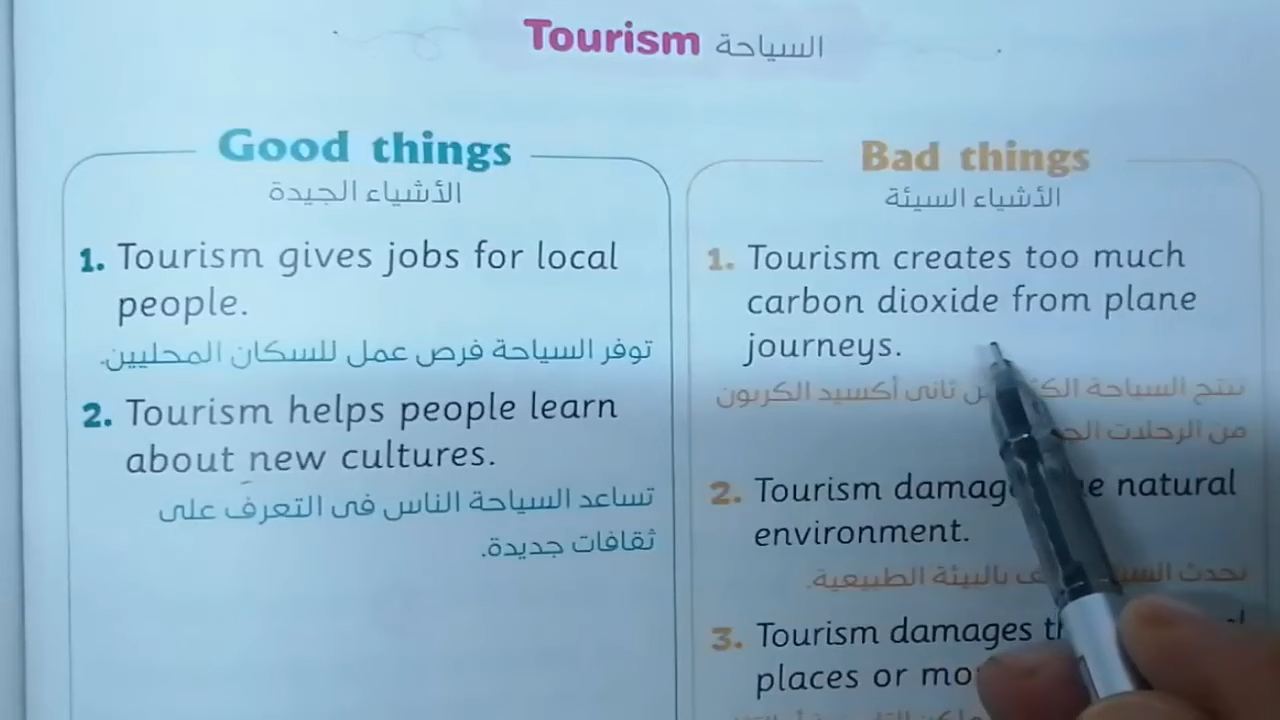 Tourism السياحة
Good things
الأشياء الجيدة
1. Tourism gives jobs for local
people.
توفر السياحة فرص عمل للسكان المحليين.
2. Tourism helps people learn
about new cultures.
تساعد السياحة الناس فى التعرف على
ثقافات جديدة.
Bad things
الأشياء السيئة
1. Tourism creates too much
carbon dioxide from plane
journeys.
تنتج السياحة ثانى أكسيد الكربون
من الرحلات
2. Tourism natural
environment.
تحدث بالبيئة الطبيعية.
3. Tourism damages
places or